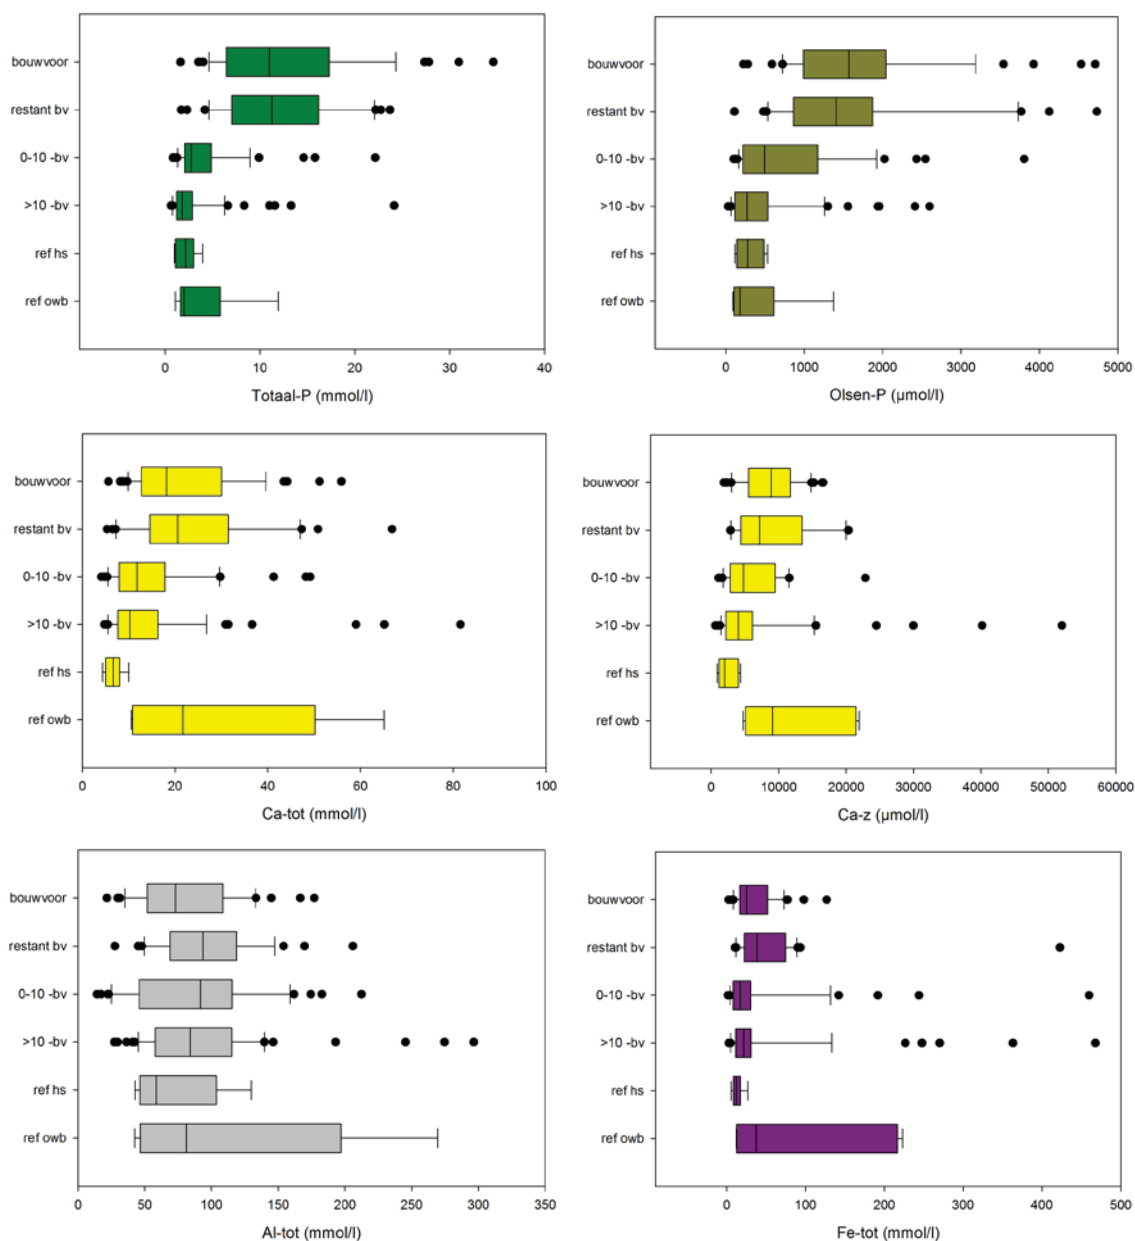 bouwvoor
restant bv
0-10 -bv
>10 -bv
ref hs
ref owb
0 10 20 30 40
Totaal-P (mmol/l)
bouwvoor
restant bv
0-10 -bv
>10 -bv
ref hs
ref owb
0 1000 2000 3000 4000 5000
Olsen-P (µmol/l)
bouwvoor
restant bv
0-10 -bv
>10 -bv
ref hs
ref owb
0 20 40 60 80 100
Ca-tot (mmol/l)
bouwvoor
restant bv
0-10 -bv
>10 -bv
ref hs
ref owb
0 10000 20000 30000 40000 50000 60000
Ca-z (µmol/l)
bouwvoor
restant bv
0-10 -bv
>10 -bv
ref hs
ref owb
0 50 100 150 200 250 300 350
Al-tot (mmol/l)
bouwvoor
restant bv
0-10 -bv
>10 -bv
ref hs
ref owb
0 100 200 300 400 500
Fe-tot (mmol/l)